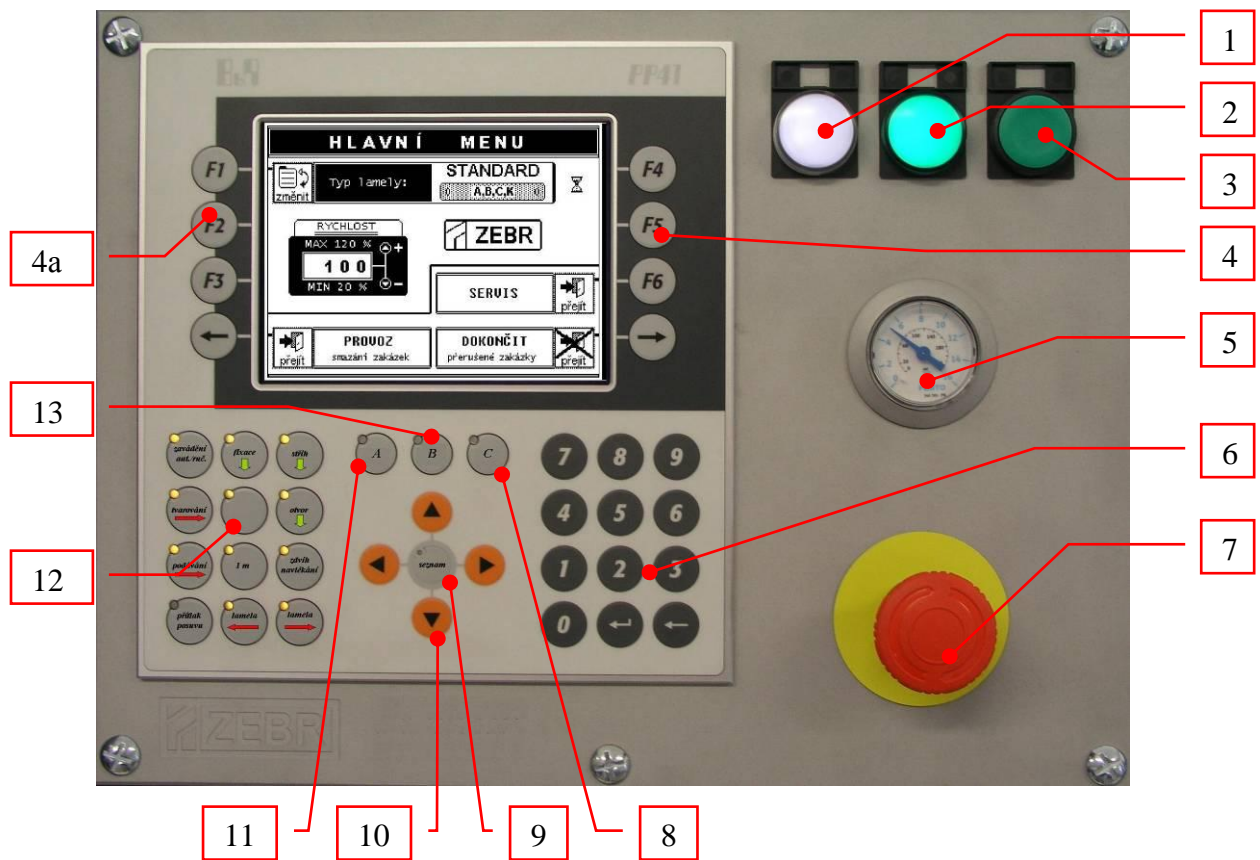 B&R
PP41
HLAVNÍ MENU
F1
změnit
Typ lamely:
STANDARD
A,B,C,K
F4
F2
RYCHLOST
MAX 120 %
+
100
MIN 20 %
-
ZEBR
F5
F3
SERVIS
přejít
F6
←
přejít
PROVOZ
smazání zakázek
DOKONČIT
přerušené zakázky
přejít
→
zavádění
aut./ruč.
fixace
střih
A
B
C
7
8
9
tvarování
otvor
4
5
6
podávání
1 m
zdvih
navlékání
seznam
1
2
3
přítlak
posuvu
lamela
lamela
0
←
ZEBR
1
2
3
4
4a
5
6
7
8
9
10
11
12
13